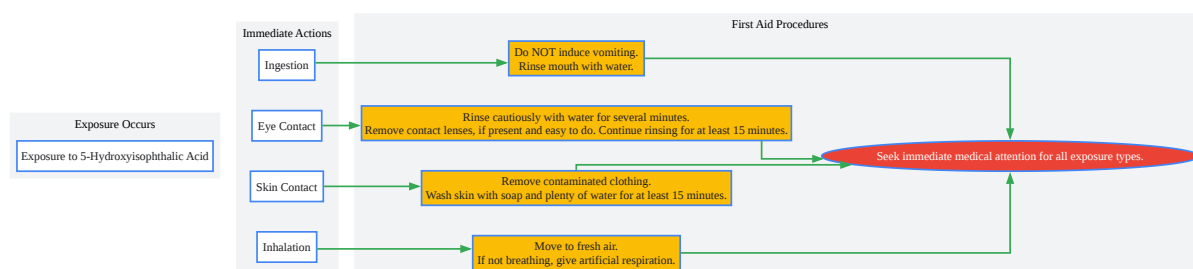 Exposure Occurs
Exposure to 5-Hydroxyisophthalic Acid
Immediate Actions
Ingestion
Eye Contact
Skin Contact
Inhalation
First Aid Procedures
Do NOT induce vomiting.
Rinse mouth with water.
Rinse cautiously with water for several minutes.
Remove contact lenses, if present and easy to do. Continue rinsing for at least 15 minutes.
Remove contaminated clothing.
Wash skin with soap and plenty of water for at least 15 minutes.
Move to fresh air.
If not breathing, give artificial respiration.
Seek immediate medical attention for all exposure types.